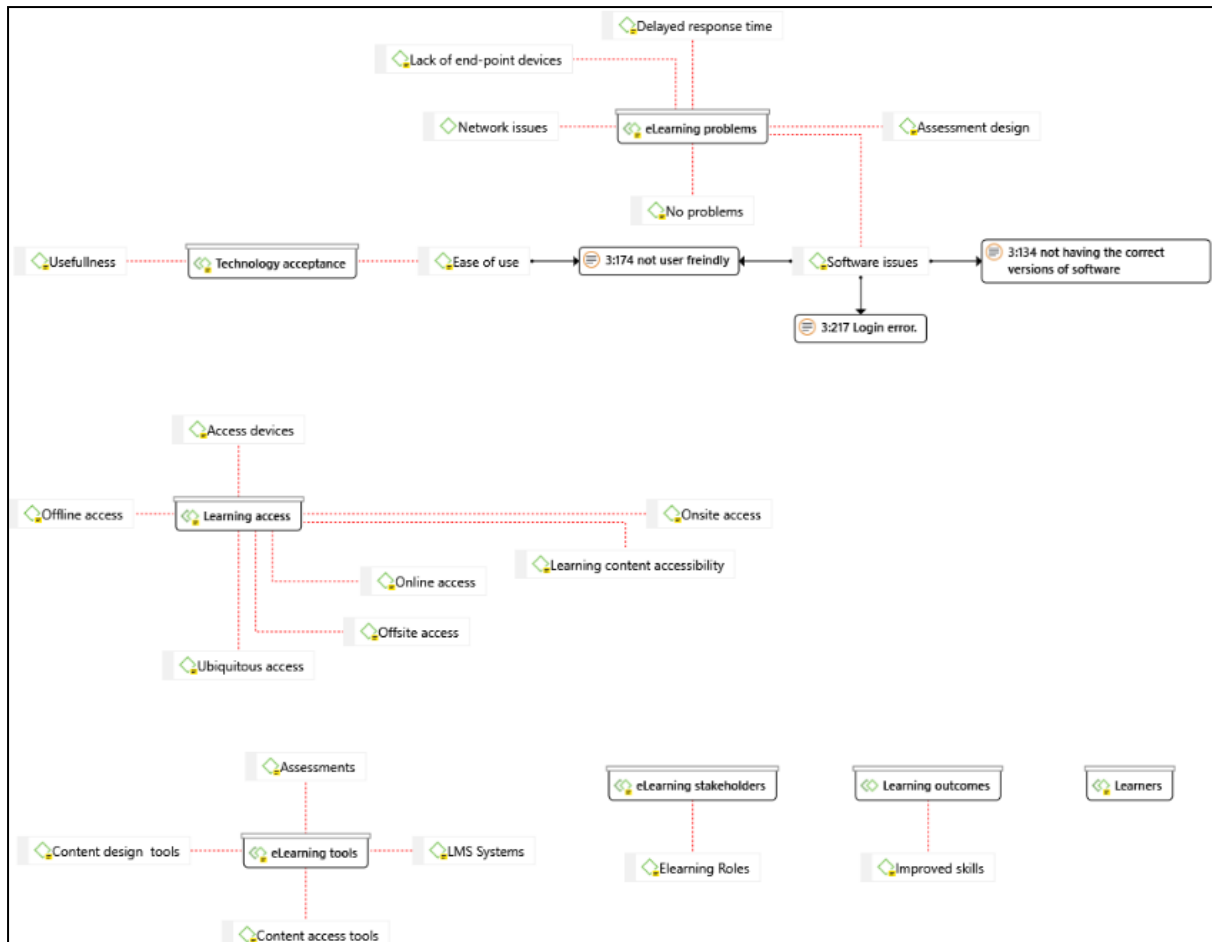 Delayed response time
Lack of end-point devices
Network issues
eLearning problems
Assessment design
No problems
Usefullness
Technology acceptance
Ease of use
3:174 not user freindly
Software issues
3:134 not having the correct
versions of software
3:217 Login error.
Access devices
Offline access
Learning access
Onsite access
Learning content accessibility
Online access
Offsite access
Ubiquitous access
Assessments
eLearning stakeholders
Learning outcomes
Learners
Content design tools
eLearning tools
LMS Systems
Elearning Roles
Improved skills
Content access tools